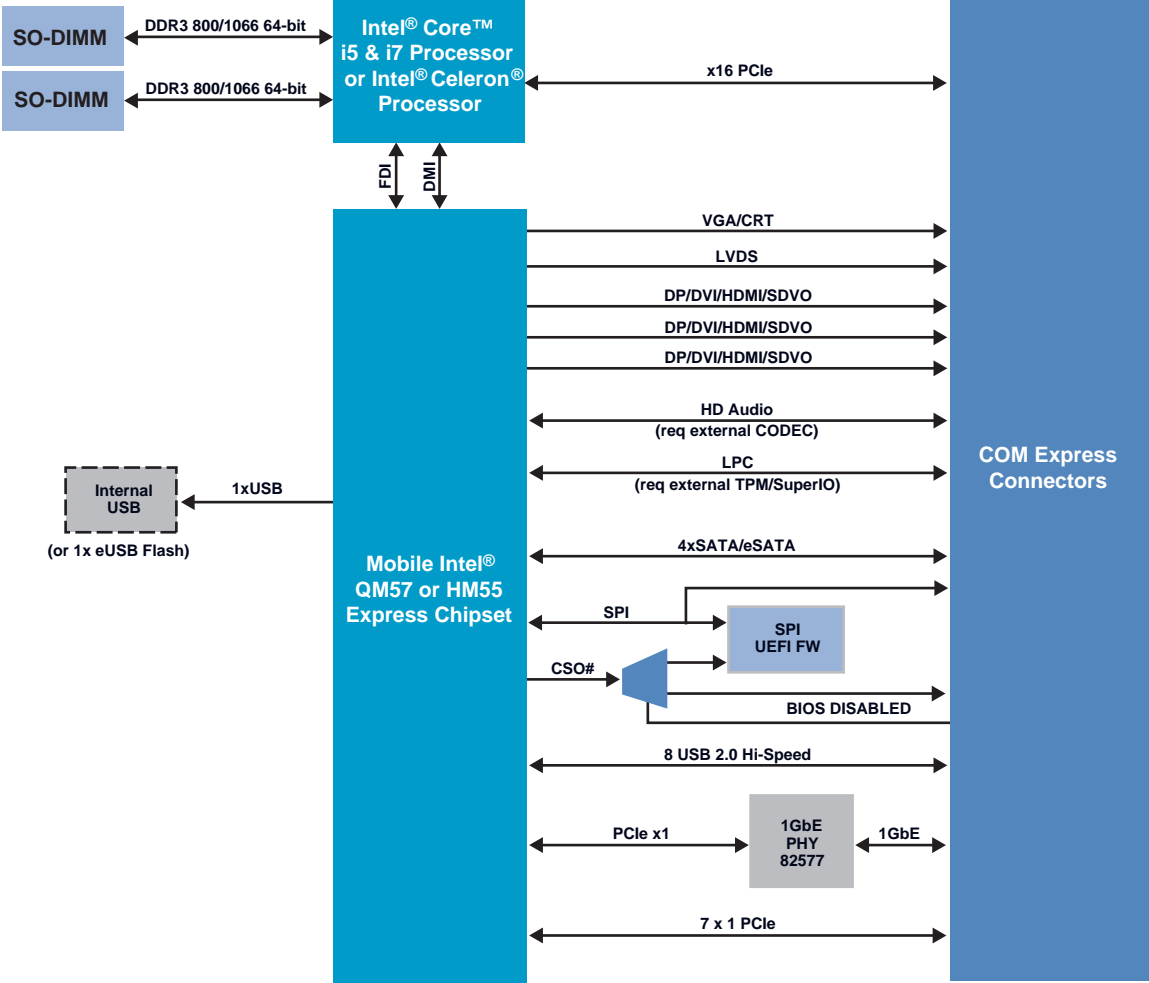 SO-DIMM
DDR3 800/1066 64-bit
SO-DIMM
DDR3 800/1066 64-bit
Intel® Core™
i5 & i7 Processor
or Intel® Celeron®
Processor
x16 PCIe
FDI
DMI
VGA/CRT
LVDS
DP/DVI/HDMI/SDVO
DP/DVI/HDMI/SDVO
DP/DVI/HDMI/SDVO
HD Audio
(req external CODEC)
LPC
(req external TPM/SuperIO)
COM Express
Connectors
Internal
USB
1xUSB
(or 1x eUSB Flash)
4xSATA/eSATA
Mobile Intel®
QM57 or HM55
Express Chipset
SPI
SPI
UEFI FW
CSO#
BIOS DISABLED
8 USB 2.0 Hi-Speed
PCIe x1
1GbE
PHY
82577
1GbE
7 x 1 PCIe